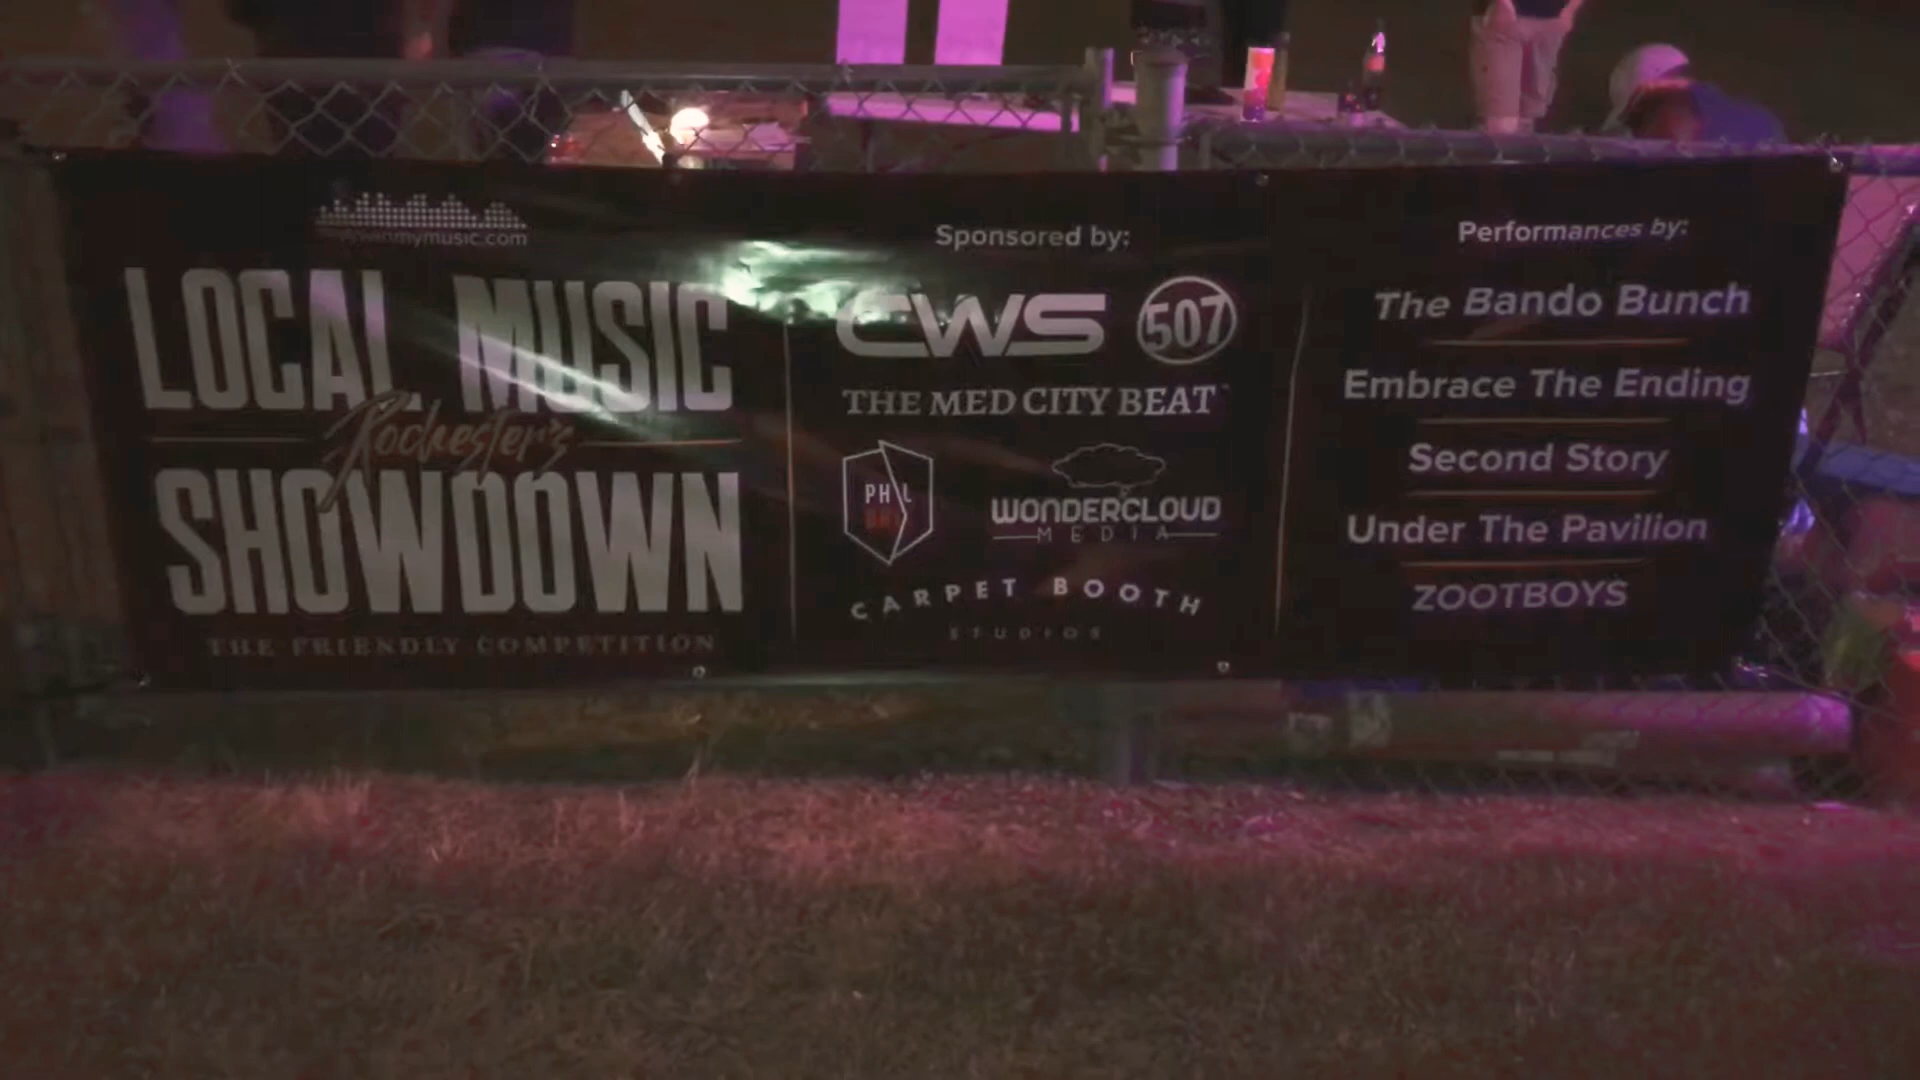 LOCAL MUSIC
Rochester's
SHOWDOWN
THE FRIENDLY COMPETITION
Sponsored by:
CWS 507
THE MED CITY BEAT
PHIL
WONDERCLOUD
MEDIA
CARPET BOOTH
STUDIOS
Performances by:
The Bando Bunch
Embrace The Ending
Second Story
Under The Pavilion
ZOOTBOYS